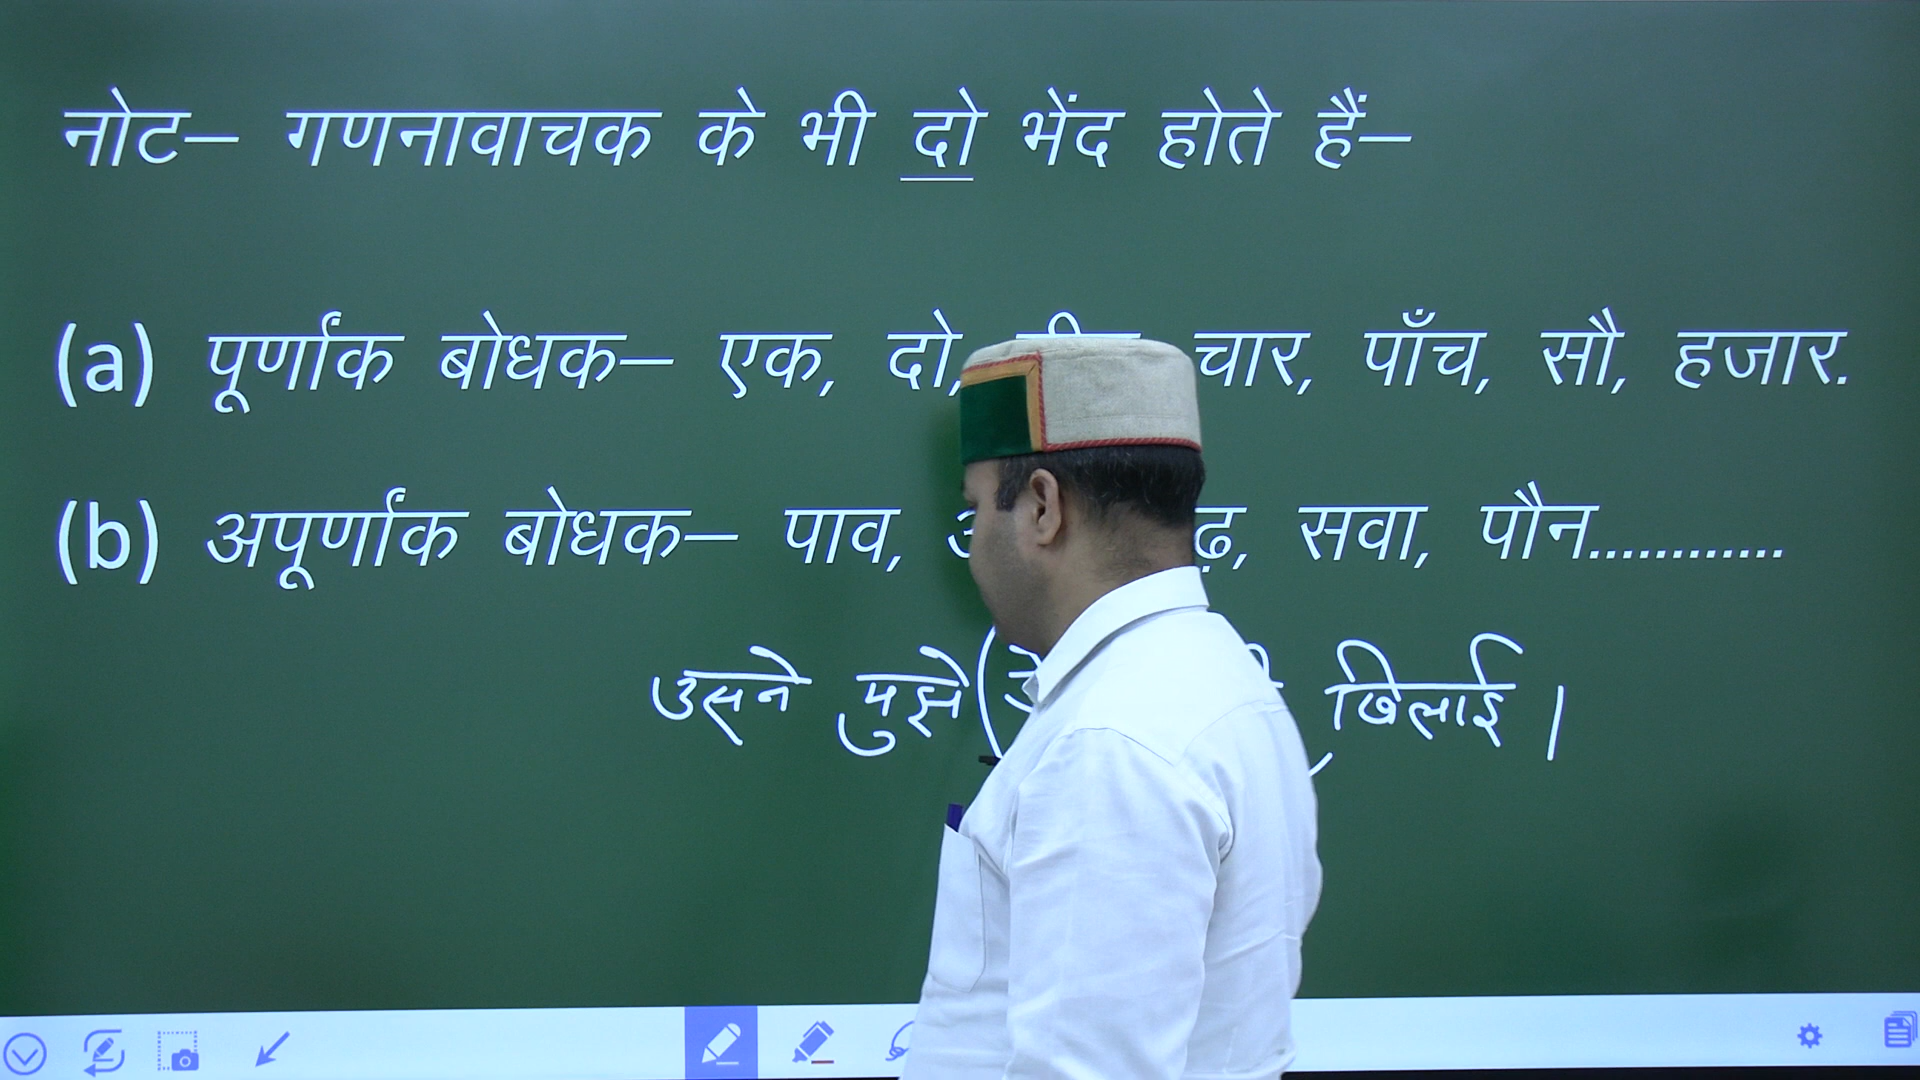 नोट– गणनावाचक के भी दो भेंद होते हैं–
(a) पूर्णांक बोधक– एक, दो, चार, पाँच, सौ, हजार.
(b) अपूर्णांक बोधक– पाव, सवा, पौन............
उसने मुझे खिलाई।